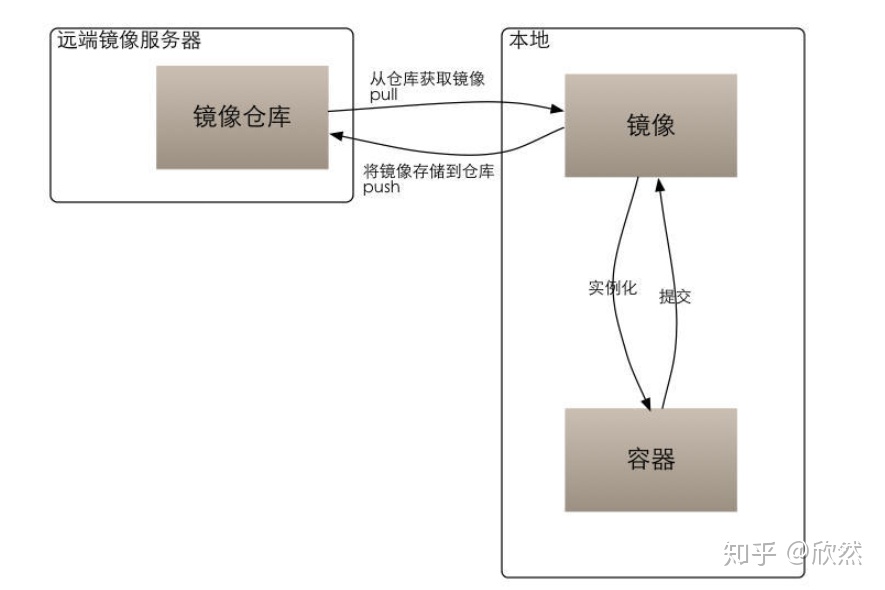 远端镜像服务器
镜像仓库
从仓库获取镜像
pull
将镜像存储到仓库
push
本地
镜像
实例化
提交
容器
知乎 @欣然